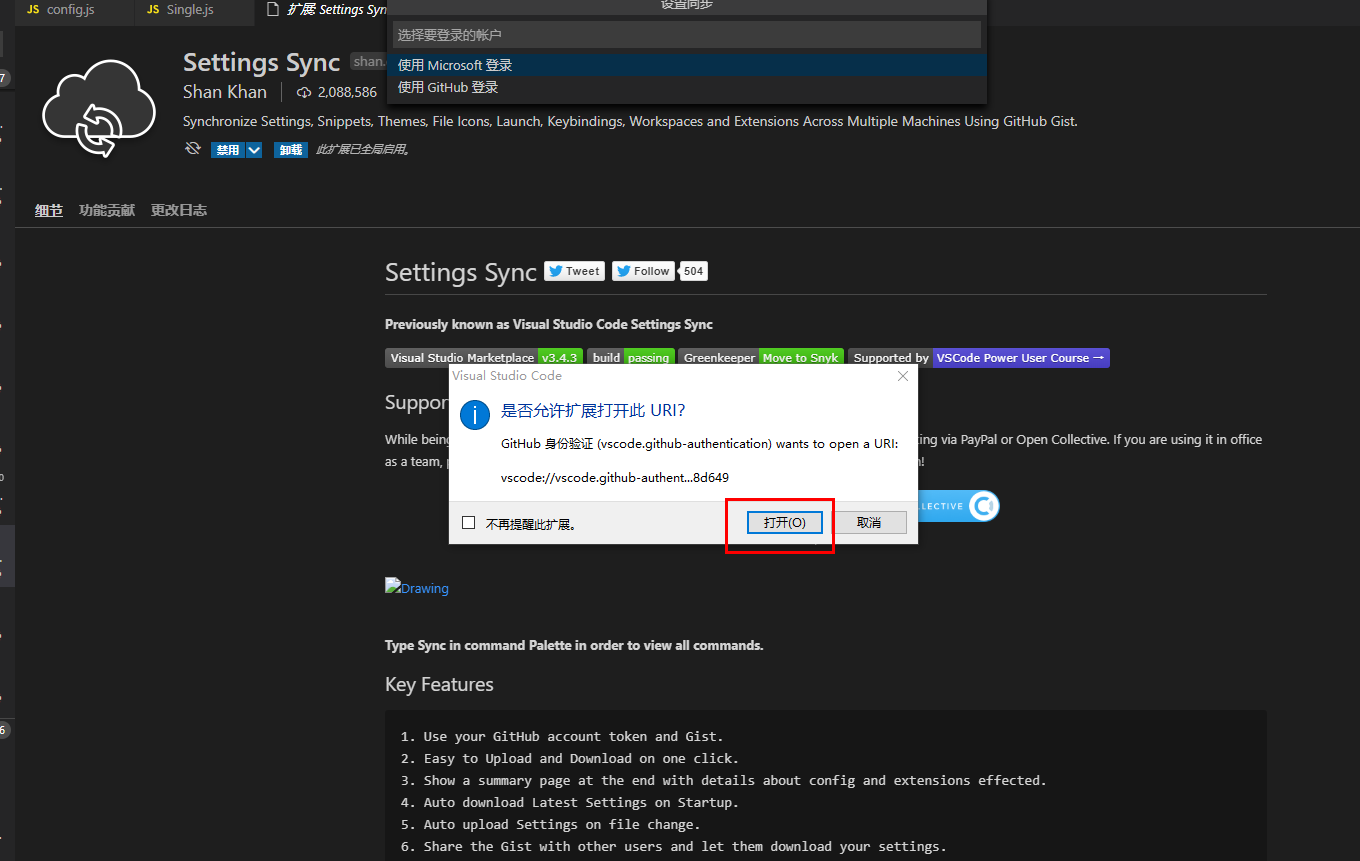 JS config.js
JS Single.js
扩展: Settings Syn
设置同步
选择要登录的帐户
使用 Microsoft 登录
使用 GitHub 登录
7
Settings Sync
shan.
Shan Khan
2,088,586
Synchronize Settings, Snippets, Themes, File Icons, Launch, Keybindings, Workspaces and Extensions Across Multiple Machines Using GitHub Gist.
禁用
卸载
此扩展已全局启用。
细节 功能贡献 更改日志
Settings Sync
Tweet
Follow
504
Previously known as Visual Studio Code Settings Sync
Visual Studio Marketplace v3.4.3
build passing
Greenkeeper Move to Snyk
Supported by VSCode Power User Course →
Visual Studio Code
是否允许扩展打开此 URI?
GitHub 身份验证 (vscode.github-authentication) wants to open a URI:
vscode://vscode.github-authent...8d649
不再提醒此扩展。
打开(O)
取消
Suppor
While being
ting via PayPal or Open Collective. If you are using it in office
as a team, p
n!
LLECTIVE
Drawing
Type Sync in command Palette in order to view all commands.
Key Features
1. Use your GitHub account token and Gist.
2. Easy to Upload and Download on one click.
3. Show a summary page at the end with details about config and extensions effected.
4. Auto download Latest Settings on Startup.
5. Auto upload Settings on file change.
6. Share the Gist with other users and let them download your settings.
6